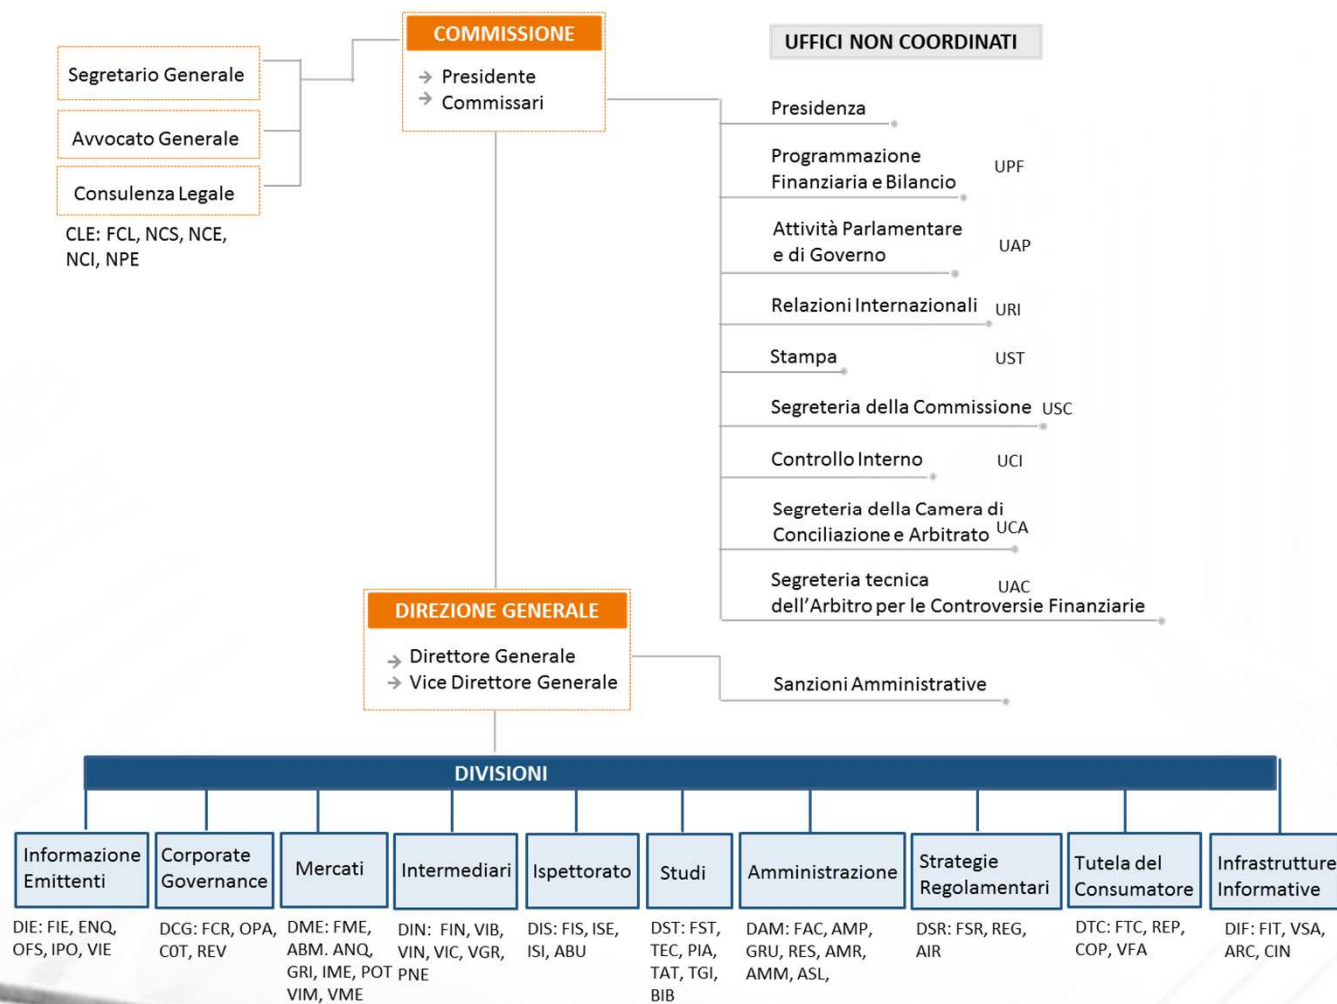 COMMISSIONE
Presidente
Commissari
Segretario Generale
Avvocato Generale
Consulenza Legale
CLE: FCL, NCS, NCE,
NCI, NPE
UFFICI NON COORDINATI
Presidenza
Programmazione
Finanziaria e Bilancio
UPF
Attività Parlamentare
e di Governo
UAP
Relazioni Internazionali
URI
Stampa
UST
Segreteria della Commissione
USC
Controllo Interno
UCI
Segreteria della Camera di
Conciliazione e Arbitrato
UCA
Segreteria tecnica
dell'Arbitro per le Controversie Finanziarie
UAC
DIREZIONE GENERALE
Direttore Generale
Vice Direttore Generale
Sanzioni Amministrative
DIVISIONI
Informazione
Emittenti
DIE: FIE, ENQ,
OFS, IPO, VIE
Corporate
Governance
DCG: FCR, OPA,
C0T, REV
Mercati
DME: FME,
ABM. ANQ,
GRI, IME, POT
VIM, VME
Intermediari
DIN: FIN, VIB,
VIN, VIC, VGR,
PNE
Ispettorato
DIS: FIS, ISE,
ISI, ABU
Studi
DST: FST,
TEC, PIA,
TAT, TGI,
BIB
Amministrazione
DAM: FAC, AMP,
GRU, RES, AMR,
AMM, ASL,
Strategie
Regolamentari
DSR: FSR, REG,
AIR
Tutela del
Consumatore
DTC: FTC, REP,
COP, VFA
Infrastrutture
Informative
DIF: FIT, VSA,
ARC, CIN